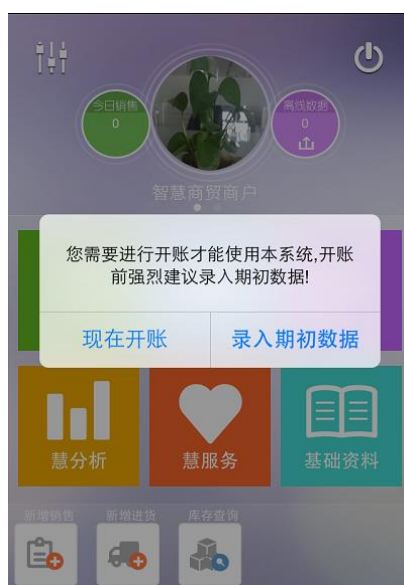 今日销售
0
离线数据
0
智慧商贸商户
您需要进行开账才能使用本系统,开账
前强烈建议录入期初数据!
现在开账
录入期初数据
慧分析
慧服务
基础资料
新增销售
新增进货
库存查询